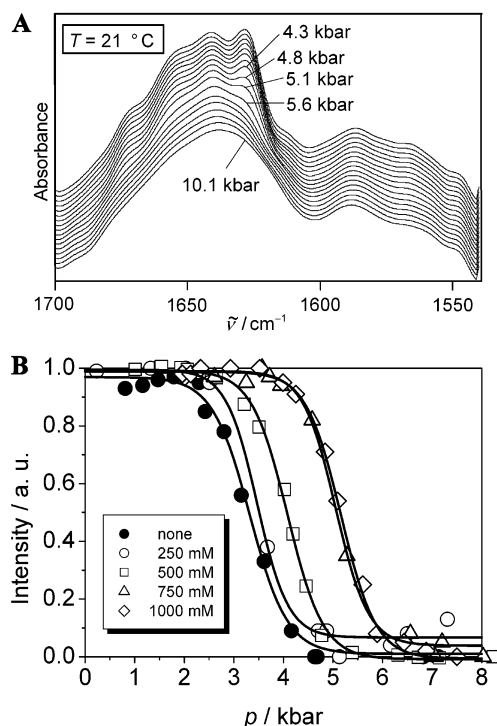 A
T = 21 °C
4.3 kbar
4.8 kbar
5.1 kbar
5.6 kbar
10.1 kbar
Absorbance
1700
1650
1600
1550
ṽ / cm⁻¹
B
1.0
0.8
0.6
0.4
0.2
0.0
Intensity / a. u.
none
250 mM
500 mM
750 mM
1000 mM
0 1 2 3 4 5 6 7 8
p / kbar